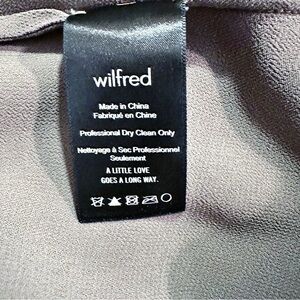 wilfred
Made in China
Fabriqué en Chine
Professional Dry Clean Only
Nettoyage à Sec Professionnel
Seulement
A LITTLE LOVE
GOES A LONG WAY.